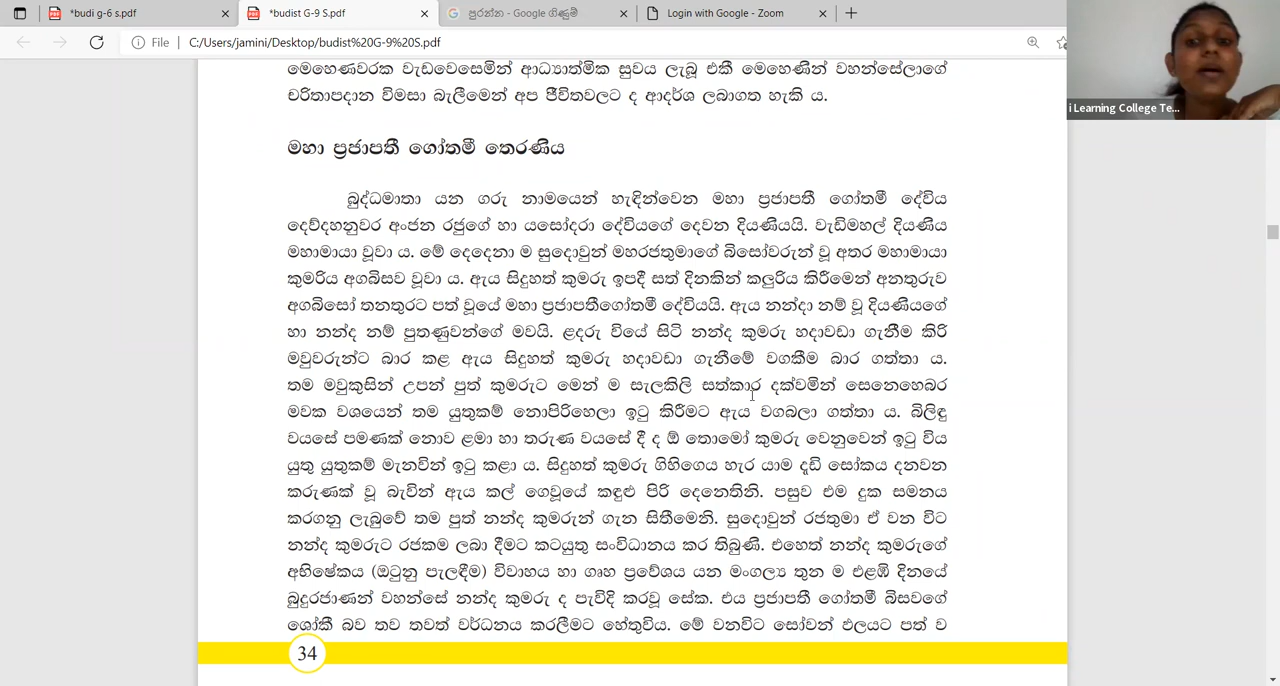 *budi g-6 s.pdf
*budist G-9 S.pdf
පුරන්න - Google ගිණුම්
Login with Google - Zoom
File
C:/Users/jamini/Desktop/budist%20G-9%20S.pdf
i Learning College Te...
මෙහෙණවරක වැඩවෙසෙමින් ආධ්‍යාත්මික සුවය ලැබූ එකී මෙහෙණින් වහන්සේලාගේ
චරිතාපදාන විමසා බැලීමෙන් අප ජීවිතවලට ද ආදර්ශ ලබාගත හැකි ය.
මහා ප්‍රජාපතී ගෝතමී තෙරණිය
බුද්ධමාතා යන ගරු නාමයෙන් හැඳින්වෙන මහා ප්‍රජාපතී ගෝතමී දේවිය
දෙව්දහනුවර අංජන රජුගේ හා යසෝදරා දේවියගේ දෙවන දියණියයි. වැඩිමහල් දියණිය
මහාමායා වූවා ය. මේ දෙදෙනා ම සුදොවුන් මහරජතුමාගේ බිසෝවරුන් වූ අතර මහාමායා
කුමරිය අගබිසව වූවා ය. ඇය සිදුහත් කුමරු ඉපදී සත් දිනකින් කලුරිය කිරීමෙන් අනතුරුව
අගබිසෝ තනතුරට පත් වූයේ මහා ප්‍රජාපතීගෝතමී දේවියයි. ඇය නන්දා නම් වූ දියණියගේ
හා නන්ද නම් පුතණුවන්ගේ මවයි. ළදරු වියේ සිටි නන්ද කුමරු හදාවඩා ගැනීම කිරි
මවුවරුන්ට බාර කළ ඇය සිදුහත් කුමරු හදාවඩා ගැනීමේ වගකීම බාර ගත්තා ය.
තම මවුකුසින් උපන් පුත් කුමරුට මෙන් ම සැලකිලි සත්කාර දක්වමින් සෙනෙහෙබර
මවක වශයෙන් තම යුතුකම් නොපිරිහෙලා ඉටු කිරීමට ඇය වගබලා ගත්තා ය. බිලිඳු
වයසේ පමණක් නොව ළමා හා තරුණ වයසේ දී ද ඕ තොමෝ කුමරු වෙනුවෙන් ඉටු විය
යුතු යුතුකම් මැනවින් ඉටු කළා ය. සිදුහත් කුමරු ගිහිගෙය හැර යාම දැඩි සෝකය දනවන
කරුණක් වූ බැවින් ඇය කල් ගෙවූයේ කඳුළු පිරි දෙනෙතිනි. පසුව එම දුක සමනය
කරගනු ලැබුවේ තම පුත් නන්ද කුමරුන් ගැන සිතීමෙනි. සුදොවුන් රජතුමා ඒ වන විට
නන්ද කුමරුට රජකම ලබා දීමට කටයුතු සංවිධානය කර තිබුණි. එහෙත් නන්ද කුමරුගේ
අභිෂේකය (ඔටුනු පැලඳීම) විවාහය හා ගෘහ ප්‍රවේශය යන මංගල්‍ය තුන ම එළඹි දිනයේ
බුදුරජාණන් වහන්සේ නන්ද කුමරු ද පැවිදි කරවූ සේක. එය ප්‍රජාපතී ගෝතමී බිසවගේ
ශෝකී බව තව තවත් වර්ධනය කරලීමට හේතුවිය. මේ වනවිට සෝවන් ඵලයට පත් ව
34